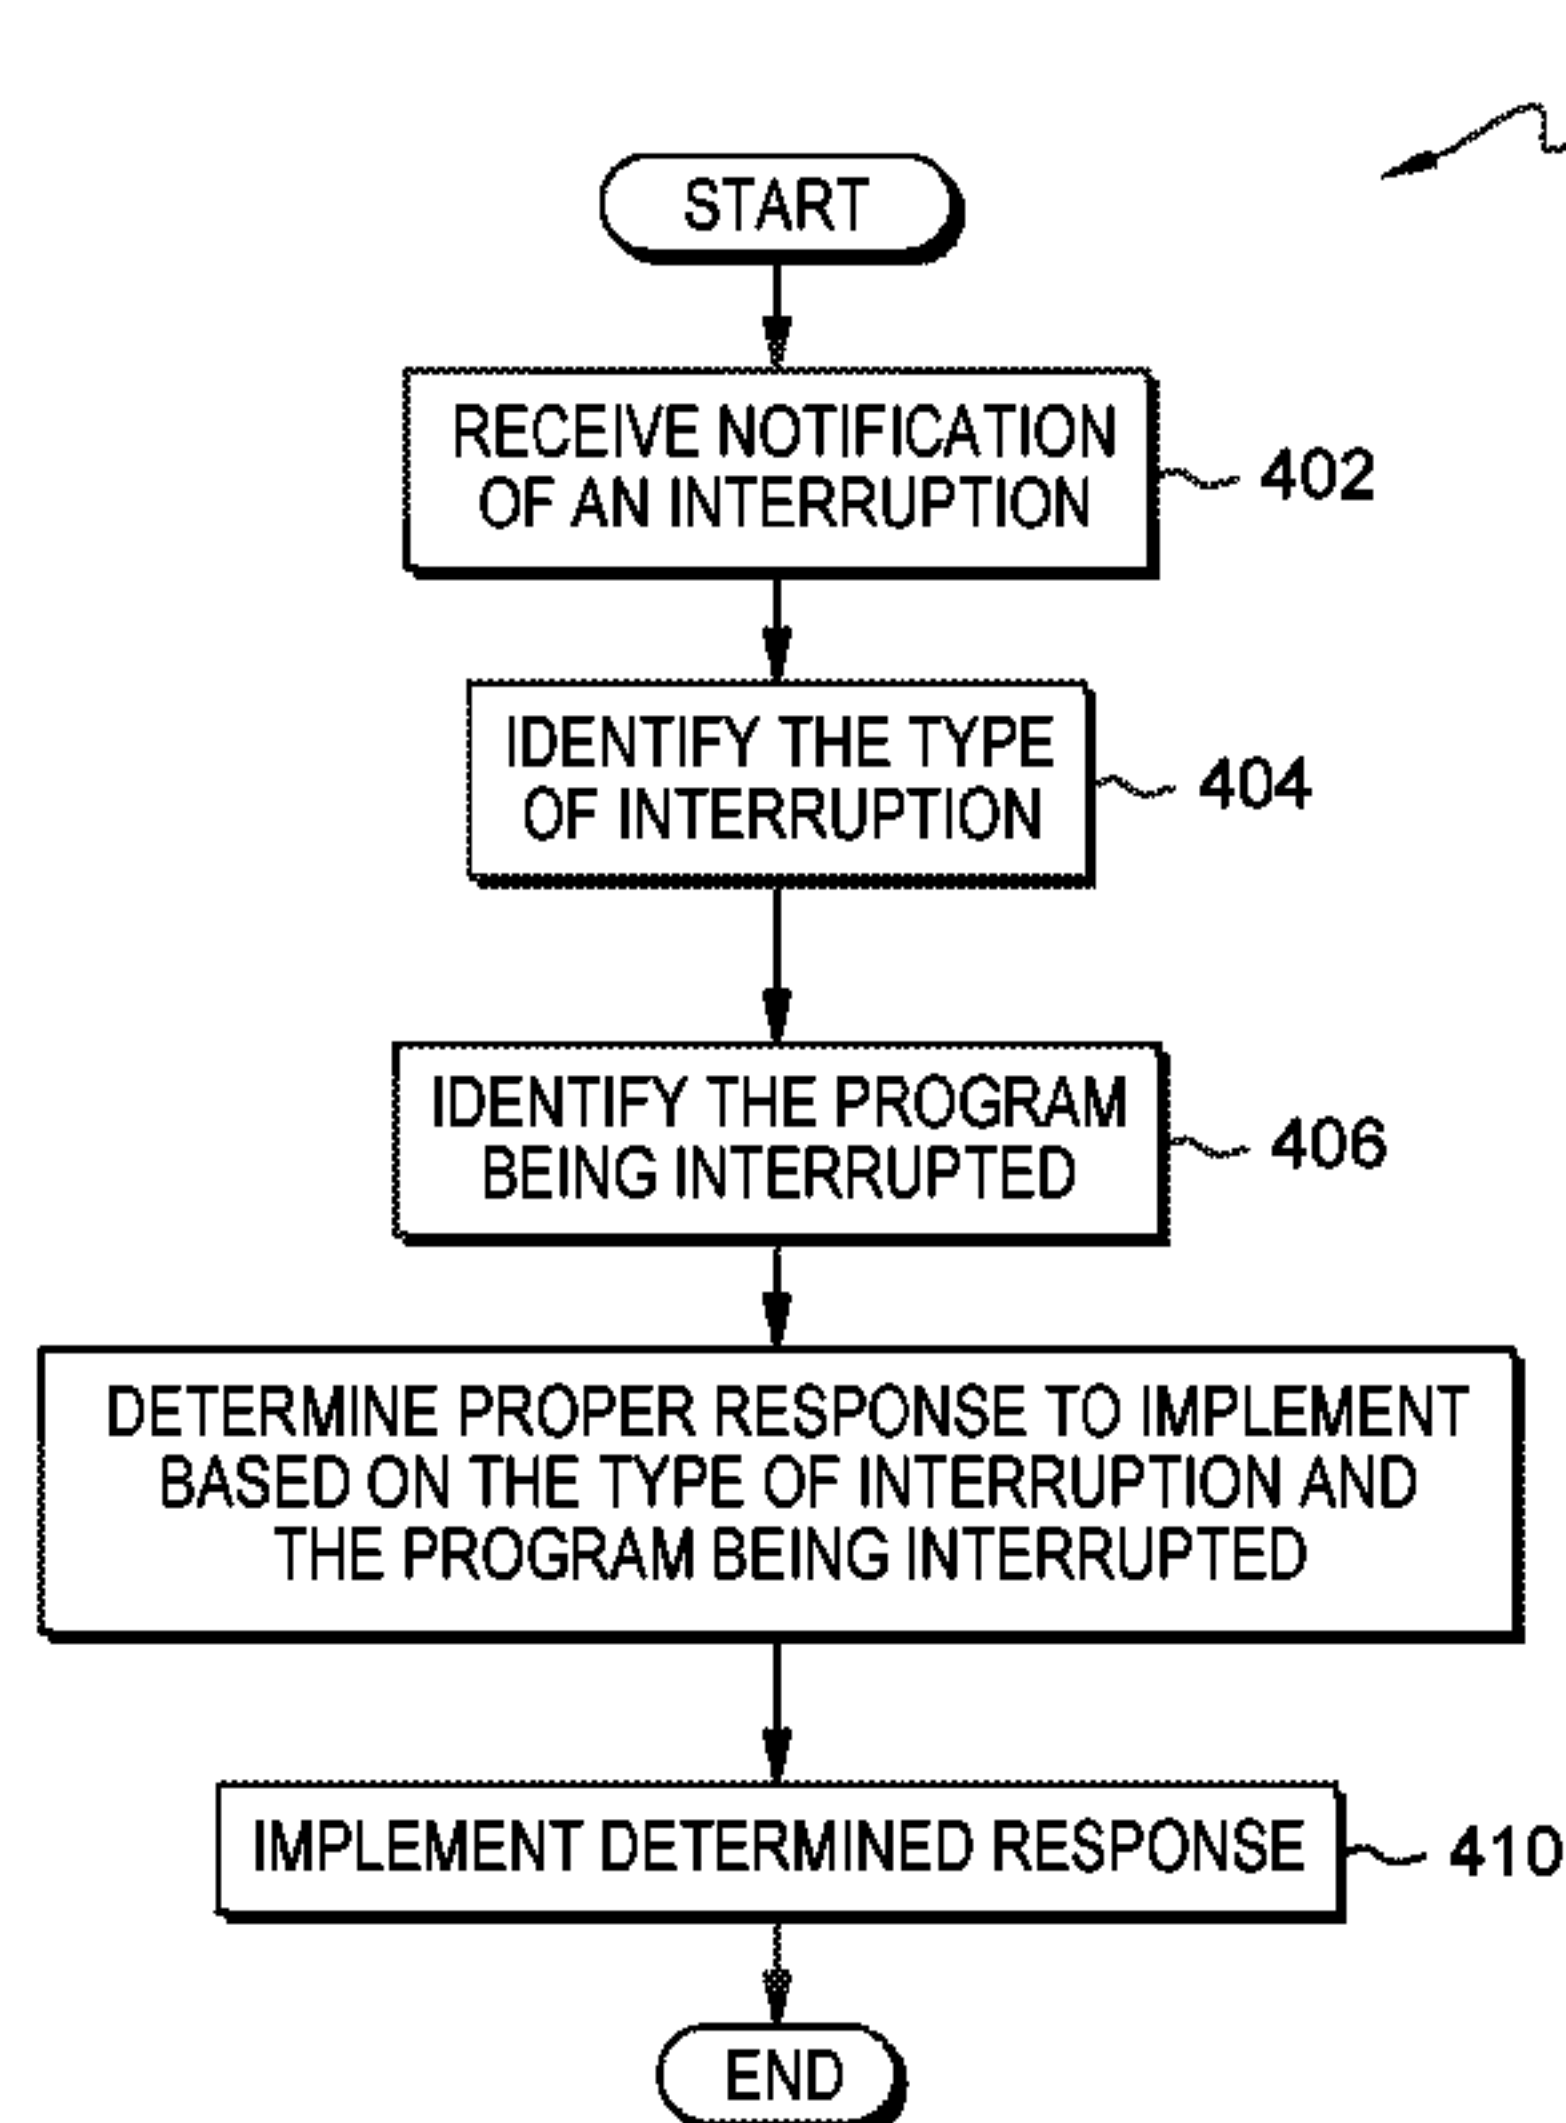 START
RECEIVE NOTIFICATION
OF AN INTERRUPTION
402
IDENTIFY THE TYPE
OF INTERRUPTION
404
IDENTIFY THE PROGRAM
BEING INTERRUPTED
406
DETERMINE PROPER RESPONSE TO IMPLEMENT
BASED ON THE TYPE OF INTERRUPTION AND
THE PROGRAM BEING INTERRUPTED
IMPLEMENT DETERMINED RESPONSE
410
END